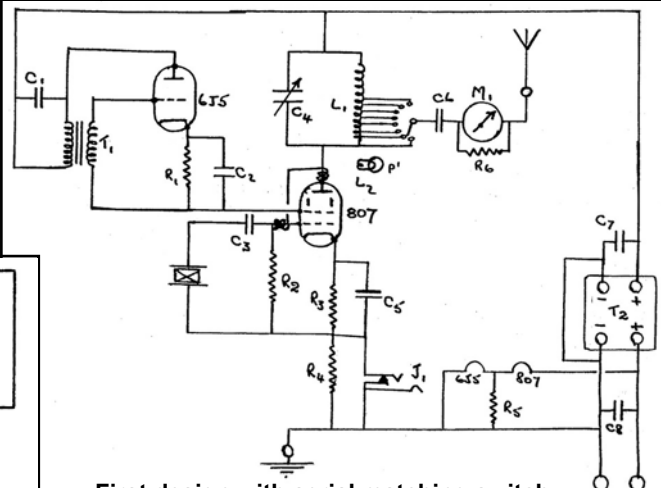 C1
T1
6J5
R1
C2
C4
L1
C6
M1
R6
L2
P'
807
C3
R2
R3
C5
R4
J1
6J5
807
R5
C7
T2
C8
- +
- +
First design with aerial matching switch